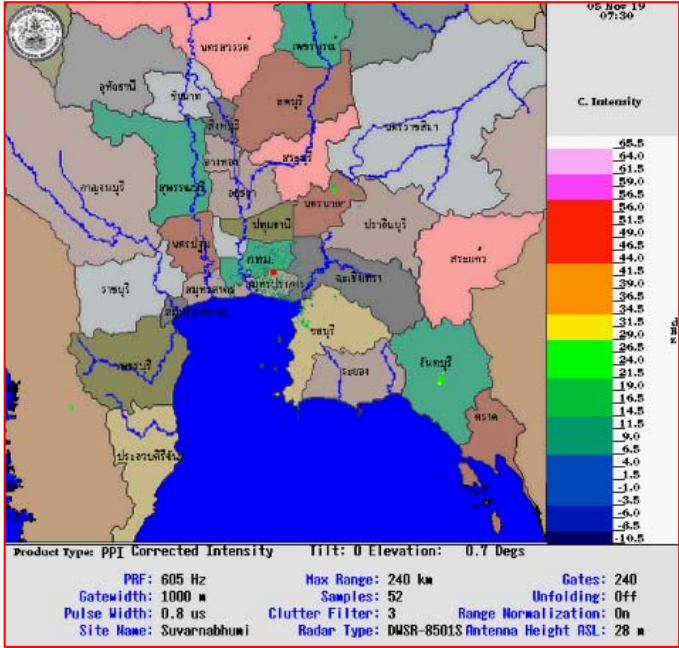 05 Nov 19
07:30
C. Intensity
นครสวรรค์
เพชรบูรณ์
อุทัยธานี
ชัยนาท
ลพบุรี
สิงหบุรี
นครราชสีมา
อ่างทอง
สระบุรี
กาญจนบุรี
สุพรรณบุรี
อยุธยา
นครนายก
ปทุมธานี
ปราจีนบุรี
นครปฐม
กทม.
สระแก้ว
ราชบุรี
สมุทรสาคร
สมุทรปราการ
ฉะเชิงเทรา
ชลบุรี
เพชรบุรี
ระยอง
จันทบุรี
ตราด
ประจวบคีรีขันธ์
65.5
64.0
61.5
59.0
56.5
56.0
51.5
49.0
46.5
44.0
41.5
39.0
36.5
34.0
31.5
29.0
26.5
24.0
21.5
19.0
16.5
14.5
11.5
9.0
6.5
4.0
1.5
-1.0
-3.5
-6.0
-8.5
-10.5
Product Type: PPI Corrected Intensity Tilt: 0 Elevation: 0.7 Degs
PRF: 605 Hz Max Range: 240 km Gates: 240
Gatewidth: 1000 m Samples: 52 Unfolding: Off
Pulse Width: 0.8 us Clutter Filter: 3 Range Normalization: On
Site Name: Suvarnabhumi Radar Type: DWSR-8501S Antenna Height ASL: 28 m